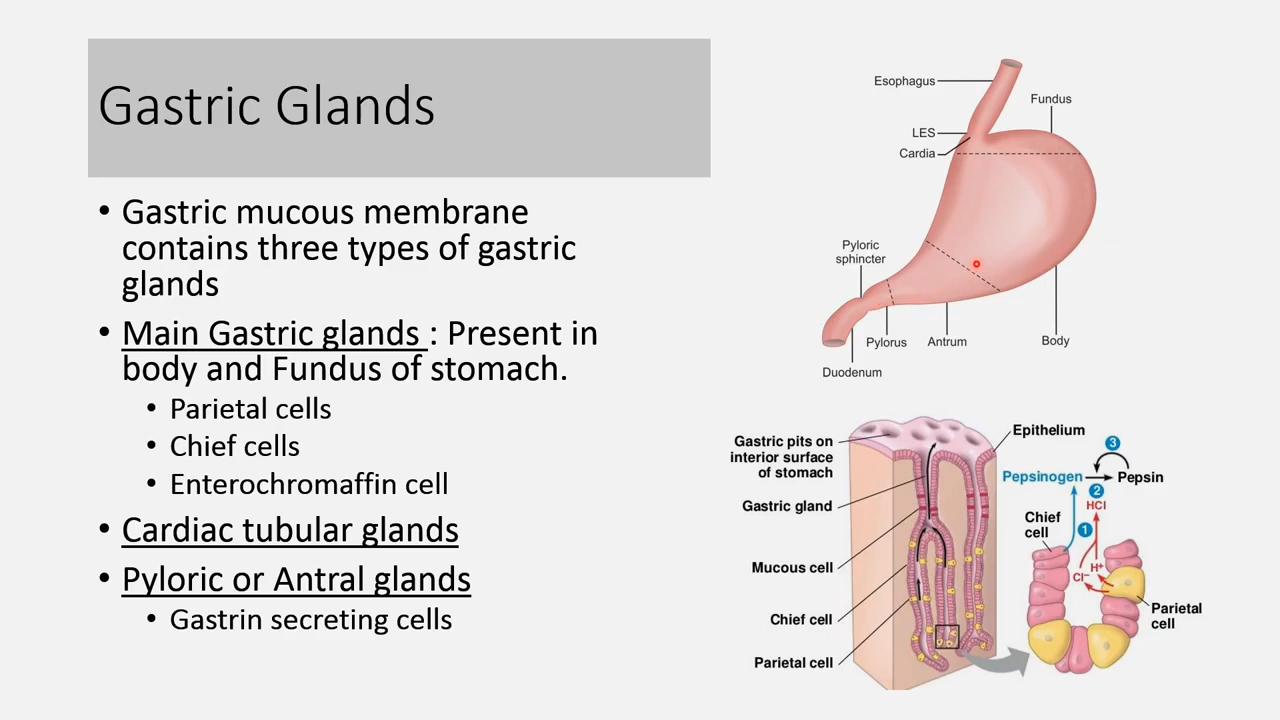 Gastric Glands
• Gastric mucous membrane
contains three types of gastric
glands
• Main Gastric glands : Present in
body and Fundus of stomach.
• Parietal cells
• Chief cells
• Enterochromaffin cell
• Cardiac tubular glands
• Pyloric or Antral glands
• Gastrin secreting cells
Esophagus
Fundus
LES
Cardia
Pyloric
sphincter
Pylorus
Antrum
Body
Duodenum
Gastric pits on
interior surface
of stomach
Epithelium
Gastric gland
Mucous cell
Chief cell
Parietal cell
3
Pepsinogen
Pepsin
2
HCl
Chief
cell
1
H+
Cl−
Parietal
cell